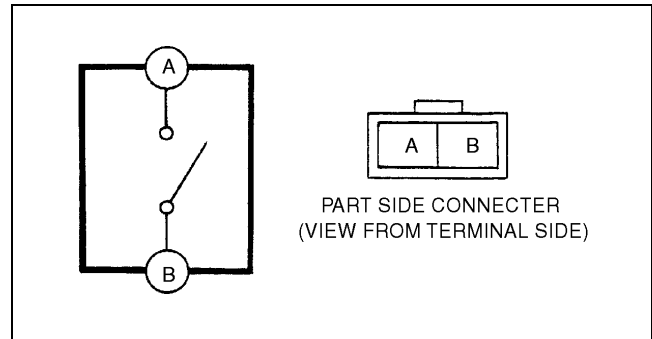 A
B
A B
PART SIDE CONNECTER
(VIEW FROM TERMINAL SIDE)